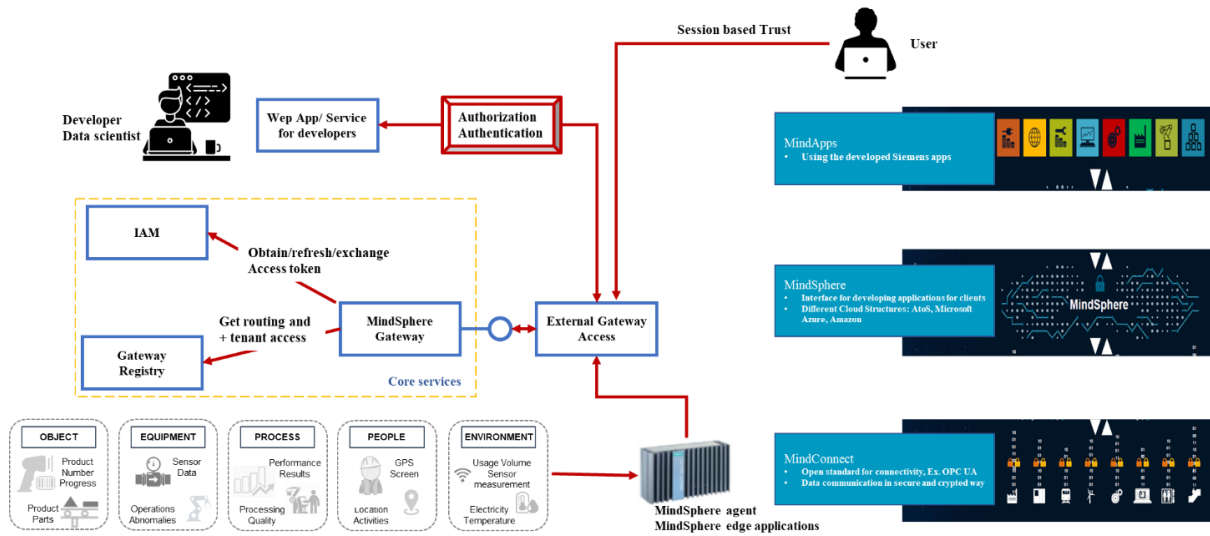 Session based Trust
User
Developer
Data scientist
Wep App/ Service
for developers
Authorization
Authentication
MindApps
• Using the developed Siemens apps
IAM
Obtain/refresh/exchange
Access token
MindSphere
• Interface for developing applications for clients
• Different Cloud Structures: AtoS, Microsoft
Azure, Amazon
MindSphere
Get routing and
+ tenant access
MindSphere
Gateway
External Gateway
Access
Gateway
Registry
Core services
OBJECT
Product
Number
Progress
Product
Parts
EQUIPMENT
Sensor
Data
Operations
Abnormalies
PROCESS
Performance
Results
Processing
Quality
PEOPLE
GPS
Screen
Location
Activities
ENVIRONMENT
Usage Volume
Sensor
measurement
Electricity
Temperature
MindSphere agent
MindSphere edge applications
MindConnect
• Open standard for connectivity, Ex. OPC UA
• Data communication in secure and crypted way